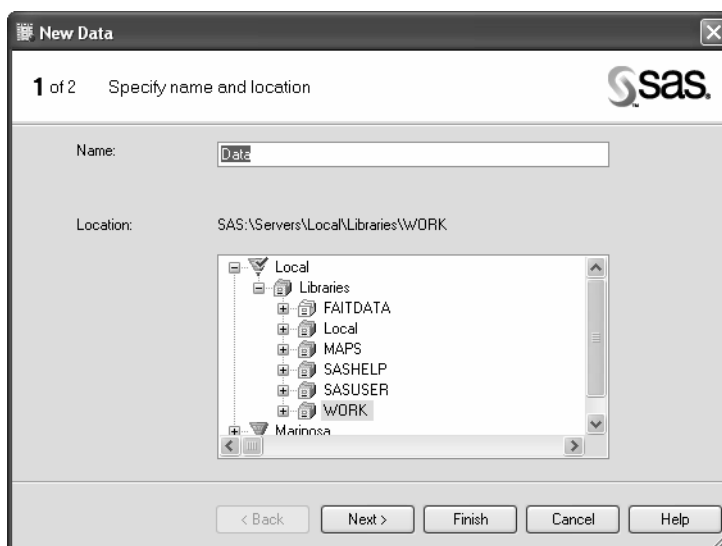 New Data
1 of 2 Specify name and location
sas.
Name: Data
Location: SAS:\Servers\Local\Libraries\WORK
Local
Libraries
FAITDATA
Local
MAPS
SASHELP
SASUSER
WORK
Mariposa
< Back Next > Finish Cancel Help